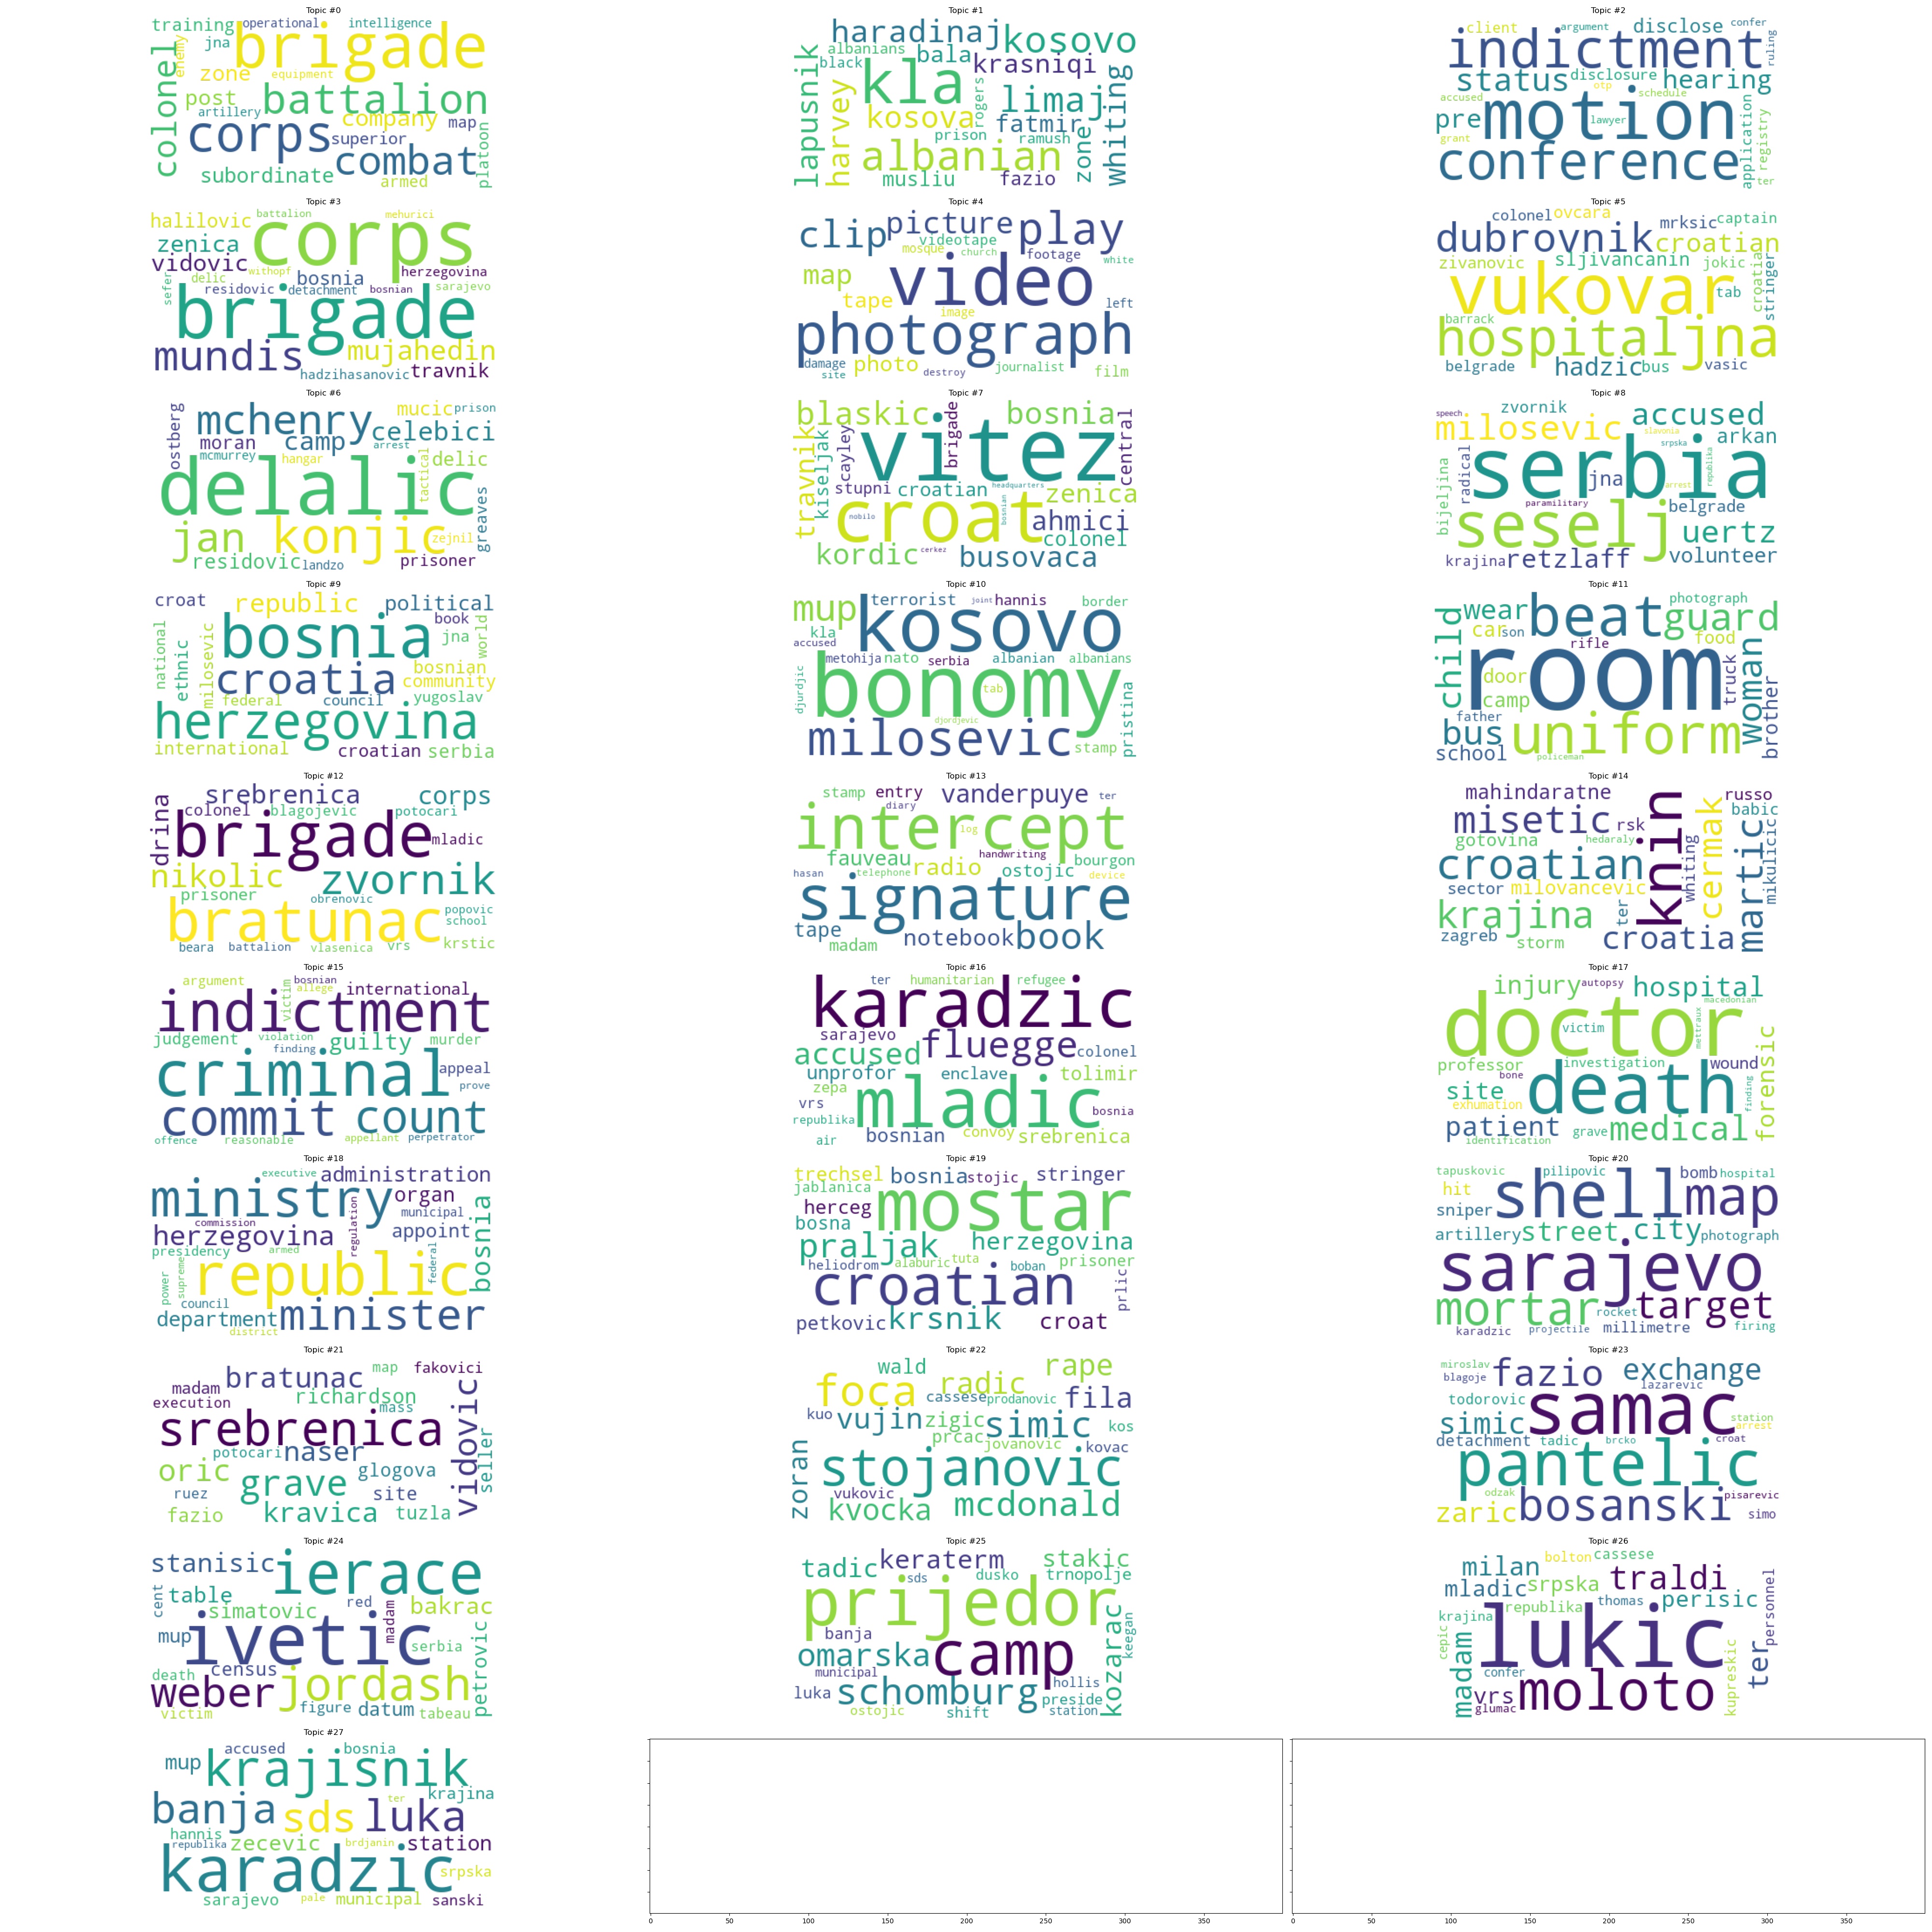 Topic #0
training operational intelligence
jna brigade
colonel enemy zone equipment
post battalion
artillery company map
corps superior platoon
combat
subordinate armed
Topic #1
haradinaj kosovo
albanians bala krasniqi
black kla
lapusnik harvey rogers limaj whiting
kosova fatmir zone
prison ramush
albanian
musliu fazio
Topic #2
client argument disclose confer
indictment ruling
status disclosure hearing
accused otp schedule
pre motion lawyer application registry
grant
conference ter
Topic #3
halilovic battalion mehurici
zenica corps
vidovic withopf herzegovina
sefer delic bosnia
residovic detachment bosnian sarajevo
brigade
mundis mujahedin
hadzihasanovic travnik
Topic #4
clip picture play
videotape
mosque church footage white
map video
tape left
image
photograph
damage photo journalist
site destroy film
Topic #5
colonel ovcara mrksic captain
dubrovnik croatian
zivanovic sljivancanin jokic
vukovar tab croatian stringer
barrack
hospital jna
belgrade hadzic bus vasic
Topic #6
ostberg mchenry mucic prison
moran camp celebici
mcmurrey hangar arrest
delalic tactical delic
jan konjic greaves
zejnil
residovic landzo prisoner
Topic #7
blaskic brigade bosnia
travnik kiseljak cayley vitez central
stupni croatian headquarters zenica
nobilo croat bosnian ahmici
colonel
kordic cerkez busovaca
Topic #8
speech zvornik accused
milosevic slavonia srpska arkan
radical serbia republika
bijeljina jna arrest
paramilitary belgrade
seselj uertz
krajina retzlaff volunteer
Topic #9
croat republic political
book
national ethnic milosevic bosnia jna world
croatia bosnian
community
federal council yugoslav
herzegovina
international croatian serbia
Topic #10
mup terrorist joint hannis border
kla kosovo
accused
metohija nato serbia albanian albanians
djurdjic bonomy tab pristina
djordjevic
milosevic stamp
Topic #11
wear beat photograph
child car son guard
rifle food
door room truck woman brother
camp
father
bus uniform
school policeman
Topic #12
srebrenica corps
drina colonel blagojevic potocari
brigade mladic
nikolic zvornik
prisoner obrenovic
bratunac popovic
school
beara battalion vlasenica vrs krstic
Topic #13
stamp entry vanderpuye ter
diary
intercept
log
fauveau handwriting bourgon
hasan telephone radio ostojic device
signature
tape notebook book
madam
Topic #14
mahindaratne russo
misetic rsk babic
gotovina hedaraly knin cermak martic
croatian whiting mikulicic
sector milovancevic
krajina ter
zagreb storm croatia
Topic #15
argument victim bosnian
allege international
indictment
judgement violation guilty murder
finding
criminal appeal
prove
commit count
offence reasonable appellant perpetrator
Topic #16
ter humanitarian refugee
karadzic
sarajevo
accused fluegge colonel
unprofor enclave tolimir
zepa
vrs mladic bosnia
republika
air bosnian convoy srebrenica
Topic #17
injury autopsy hospital
macedonian
doctor
victim mettraux
professor investigation wound
bone
site death finding forensic
exhumation
patient grave medical
identification
Topic #18
executive administration
ministry organ
commission regulation municipal
herzegovina appoint bosnia
presidency armed
power supreme republic federal
council
department minister
district
Topic #19
trechsel bosnia stojic stringer
jablanica
herceg mostar
bosna
praljak herzegovina
heliodrom alaburic tuta boban prisoner
croatian prlic
petkovic krsnik croat
Topic #20
tapuskovic pilipovic bomb hospital
hit shell map
sniper
artillery street city photograph
sarajevo
mortar rocket target
karadzic projectile millimetre firing
Topic #21
bratunac map fakovici
madam richardson
execution mass
srebrenica vidovic
potocari naser seller
oric glogova
ruez grave site
fazio kravica tuzla
Topic #22
wald rape
foca radic
cassese prodanovic fila
kuo vujin zigic simic kos
prcac jovanovic
zoran kovac
stojanovic
vukovic
kvocka mcdonald
Topic #23
miroslav fazio exchange
blagoje lazarevic
todorovic samac
simic station
arrest
detachment tadic brcko croat
pantelic
odzak pisarevic
zaric bosanski simo
Topic #24
stanisic ierace
cent table red
simatovic madam bakrac
mup ivetic serbia petrovic
death census
weber jordash
victim figure datum tabeau
Topic #25
tadic keraterm stakic
sds dusko trnopolje
prijedor
banja kozarac keegan
omarska camp
municipal hollis
luka schomburg preside
station
ostojic shift
Topic #26
milan bolton cassese
traldi
mladic srpska thomas perisic personnel
republika
krajina lukic
cepic madam ter
confer kupreskic
vrs moloto
glumac
Topic #27
mup accused bosnia
krajisnik
ter krajina
banja sds luka
hannis
republika zecevic brdjanin station
karadzic srpska
sarajevo pale municipal sanski
0 50 100 150 200 250 300 350
0 50 100 150 200 250 300 350